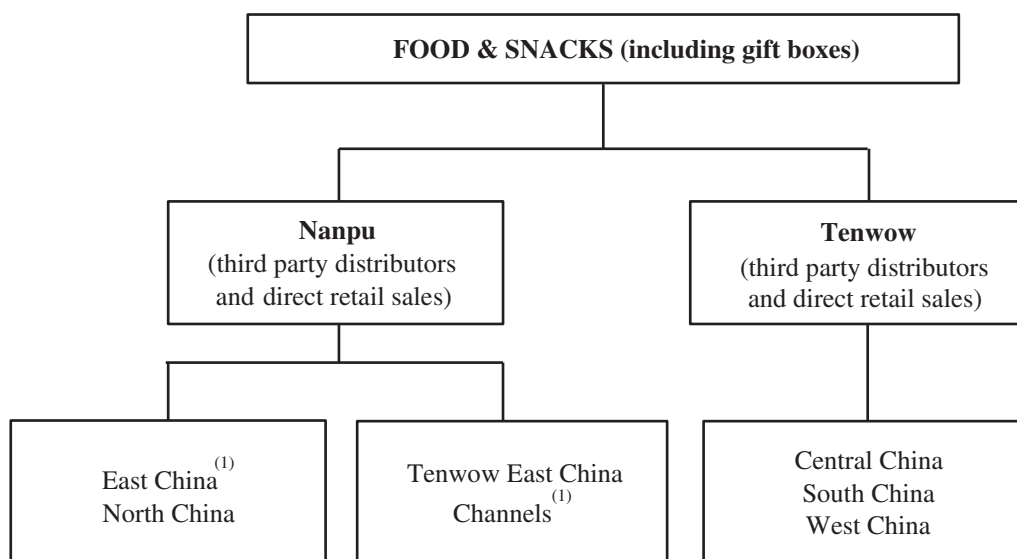 FOOD & SNACKS (including gift boxes)
Nanpu
(third party distributors
and direct retail sales)
Tenwow
(third party distributors
and direct retail sales)
East China(1)
North China
Tenwow East China
Channels(1)
Central China
South China
West China